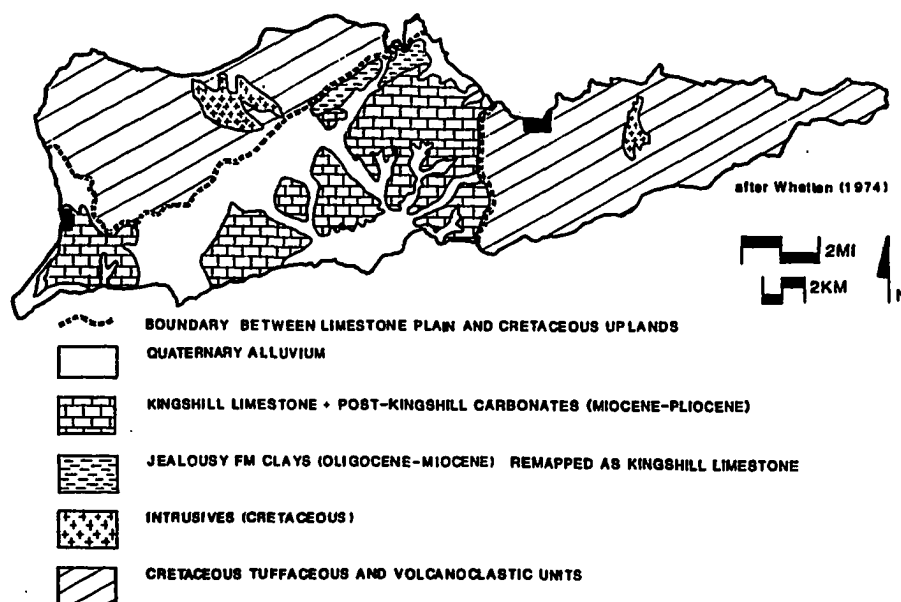 after Whetten (1974)
2MI
2KM
N
BOUNDARY BETWEEN LIMESTONE PLAIN AND CRETACEOUS UPLANDS
QUATERNARY ALLUVIUM
KINGSHILL LIMESTONE + POST-KINGSHILL CARBONATES (MIOCENE-PLIOCENE)
JEALOUSY FM CLAYS (OLIGOCENE-MIOCENE) REMAPPED AS KINGSHILL LIMESTONE
INTRUSIVES (CRETACEOUS)
CRETACEOUS TUFFACEOUS AND VOLCANOCLASTIC UNITS